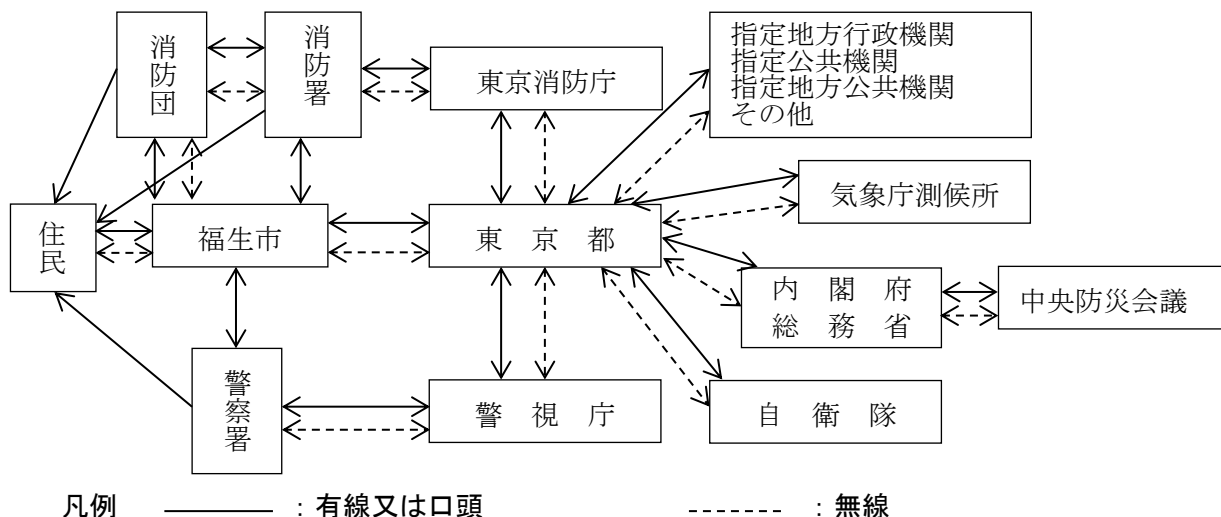 消防団
消防署
東京消防庁
指定地方行政機関
指定公共機関
指定地方公共機関
その他
気象庁測候所
住民
福生市
東京都
内閣府
総務省
中央防災会議
警察署
警視庁
自衛隊
凡例 : 有線又は口頭 : 無線